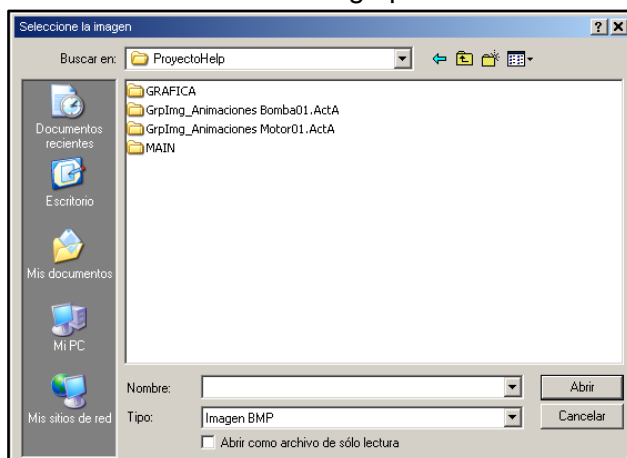 Seleccione la imagen
Buscar en:
ProyectoHelp
GRAFICA
GrpImg_Animaciones Bomba01.ActA
GrpImg_Animaciones Motor01.ActA
MAIN
Documentos
recientes
Escritorio
Mis documentos
Mi PC
Mis sitios de red
Nombre:
Abrir
Tipo:
Imagen BMP
Cancelar
Abrir como archivo de sólo lectura